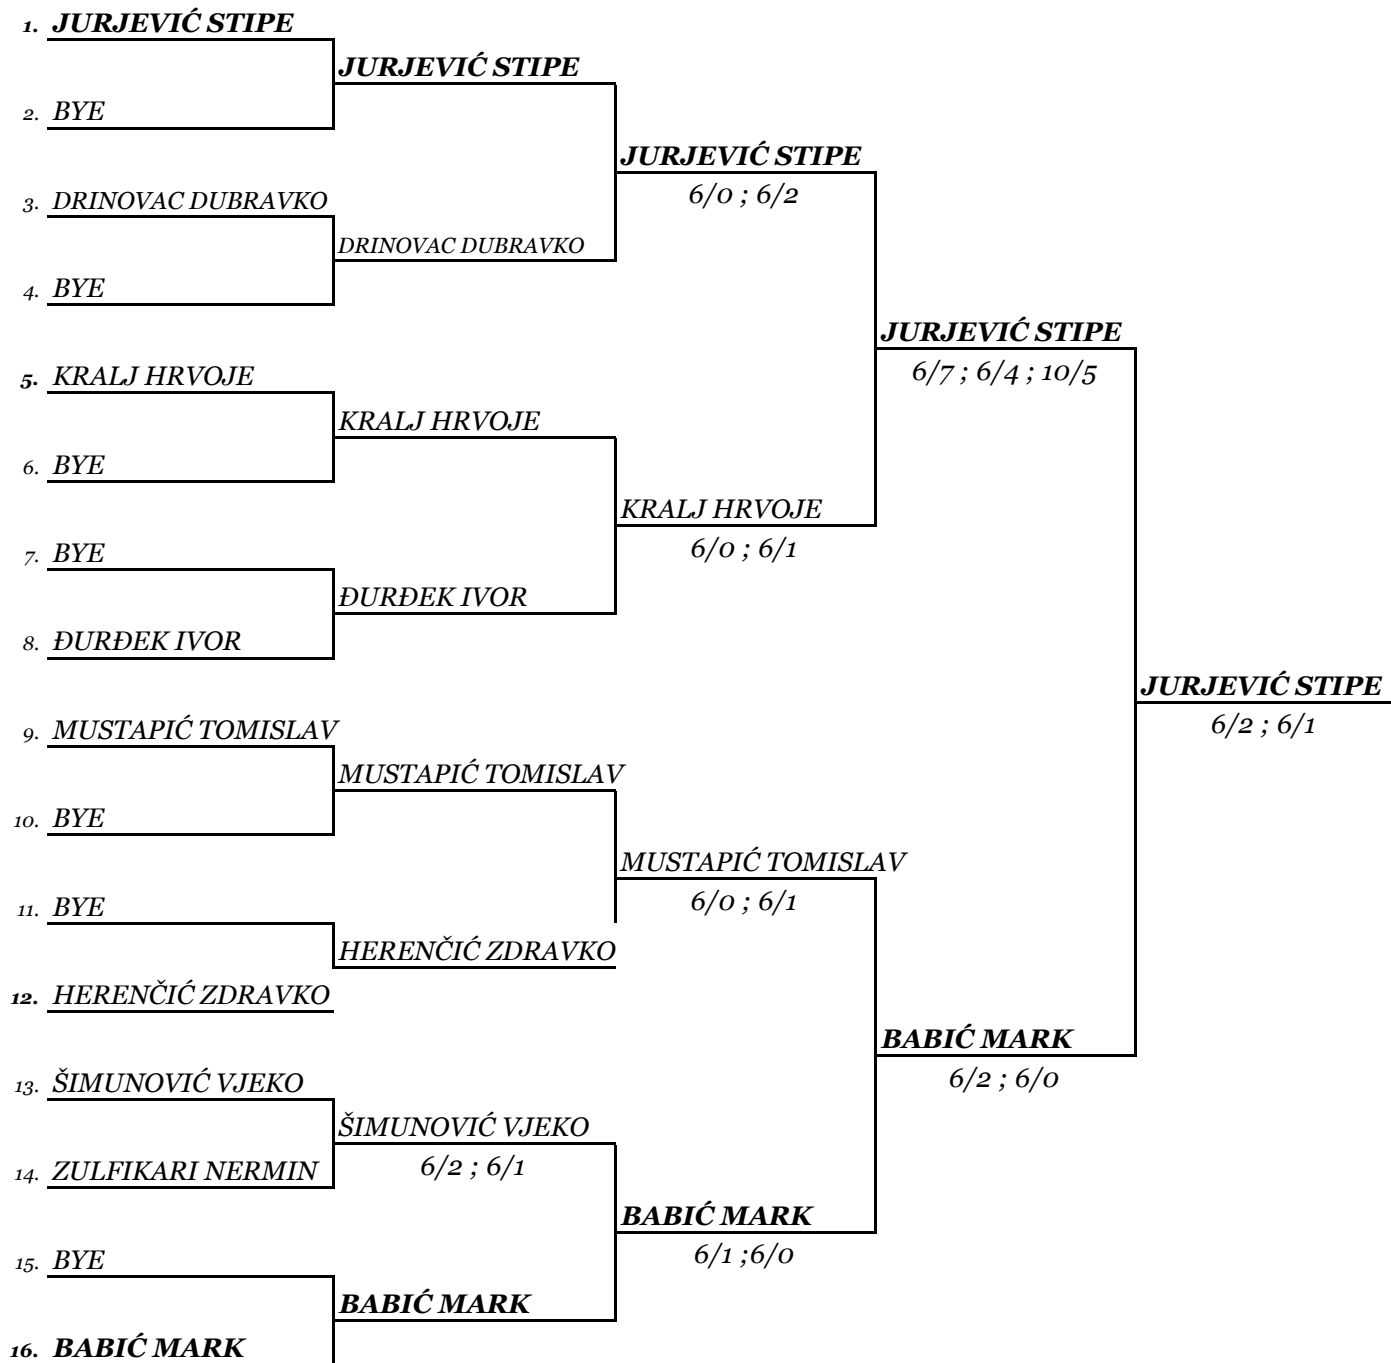 1. JURJEVIĆ STIPE
JURJEVIĆ STIPE
2. BYE
JURJEVIĆ STIPE
6/0 ; 6/2
3. DRINOVAC DUBRAVKO
DRINOVAC DUBRAVKO
4. BYE
JURJEVIĆ STIPE
6/7 ; 6/4 ; 10/5
5. KRALJ HRVOJE
KRALJ HRVOJE
6. BYE
KRALJ HRVOJE
6/0 ; 6/1
7. BYE
ĐURĐEK IVOR
8. ĐURĐEK IVOR
JURJEVIĆ STIPE
6/2 ; 6/1
9. MUSTAPIĆ TOMISLAV
MUSTAPIĆ TOMISLAV
10. BYE
MUSTAPIĆ TOMISLAV
6/0 ; 6/1
11. BYE
HERENČIĆ ZDRAVKO
12. HERENČIĆ ZDRAVKO
BABIĆ MARK
6/2 ; 6/0
13. ŠIMUNOVIĆ VJEKO
ŠIMUNOVIĆ VJEKO
6/2 ; 6/1
14. ZULFIKARI NERMIN
BABIĆ MARK
6/1 ;6/0
15. BYE
BABIĆ MARK
16. BABIĆ MARK